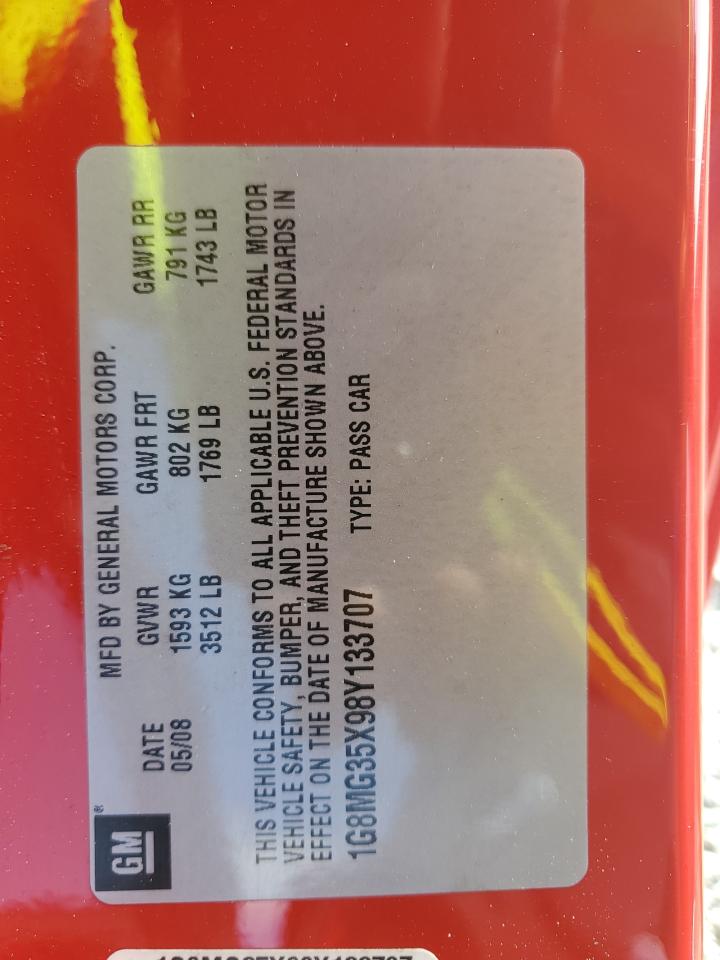 GM®
MFD BY GENERAL MOTORS CORP.
DATE GVWR GAWR FRT GAWR RR
05/08 1593 KG 802 KG 791 KG
3512 LB 1769 LB 1743 LB
THIS VEHICLE CONFORMS TO ALL APPLICABLE U.S. FEDERAL MOTOR
VEHICLE SAFETY, BUMPER, AND THEFT PREVENTION STANDARDS IN
EFFECT ON THE DATE OF MANUFACTURE SHOWN ABOVE.
1G8MG35X98Y133707 TYPE: PASS CAR